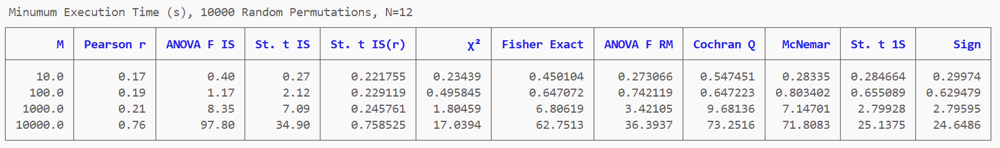 Minumum Execution Time (s), 10000 Random Permutations, N=12
M Pearson r ANOVA F IS St. t IS St. t IS(r) χ² Fisher Exact ANOVA F RM Cochran Q McNemar St. t 1S Sign
10.0 0.17 0.40 0.27 0.221755 0.23439 0.450104 0.273066 0.547451 0.28335 0.284664 0.29974
100.0 0.19 1.17 2.12 0.229119 0.495845 0.647072 0.742119 0.647223 0.803402 0.655089 0.629479
1000.0 0.21 8.35 7.09 0.245761 1.80459 6.80619 3.42105 9.68136 7.14701 2.79928 2.79595
10000.0 0.76 97.80 34.90 0.758525 17.0394 62.7513 36.3937 73.2516 71.8083 25.1375 24.6486